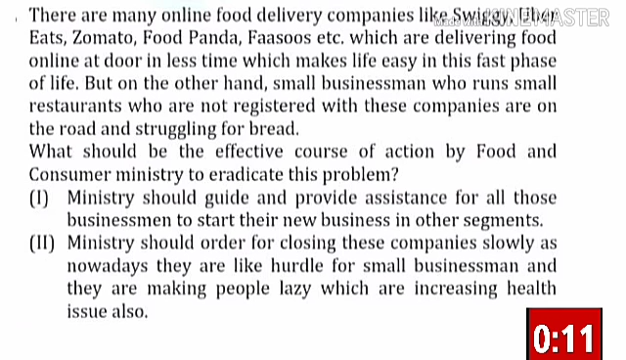 There are many online food delivery companies like Swiggy, Uber
Eats, Zomato, Food Panda, Faasoos etc. which are delivering food
online at door in less time which makes life easy in this fast phase
of life. But on the other hand, small businessman who runs small
restaurants who are not registered with these companies are on
the road and struggling for bread.
What should be the effective course of action by Food and
Consumer ministry to eradicate this problem?
(I) Ministry should guide and provide assistance for all those
businessmen to start their new business in other segments.
(II) Ministry should order for closing these companies slowly as
nowadays they are like hurdle for small businessman and
they are making people lazy which are increasing health
issue also.
0:11
KINEMASTER